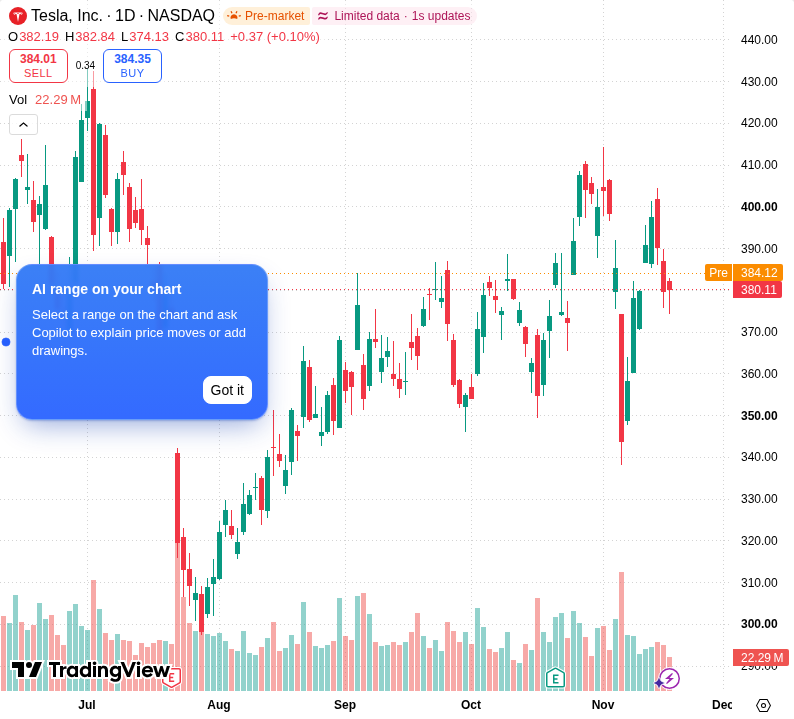 Tesla, Inc. · 1D · NASDAQ Pre-market Limited data · 1s updates
O382.19 H382.84 L374.13 C380.11 +0.37 (+0.10%)
384.01 SELL 0.34 384.35 BUY
Vol 22.29 M
AI range on your chart
Select a range on the chart and ask
Copilot to explain price moves or add
drawings.
Got it
440.00
430.00
420.00
410.00
400.00
390.00
Pre 384.12
380.11
370.00
360.00
350.00
340.00
330.00
320.00
310.00
300.00
22.29 M
290.00
TradingView
E
E
Jul Aug Sep Oct Nov Dec